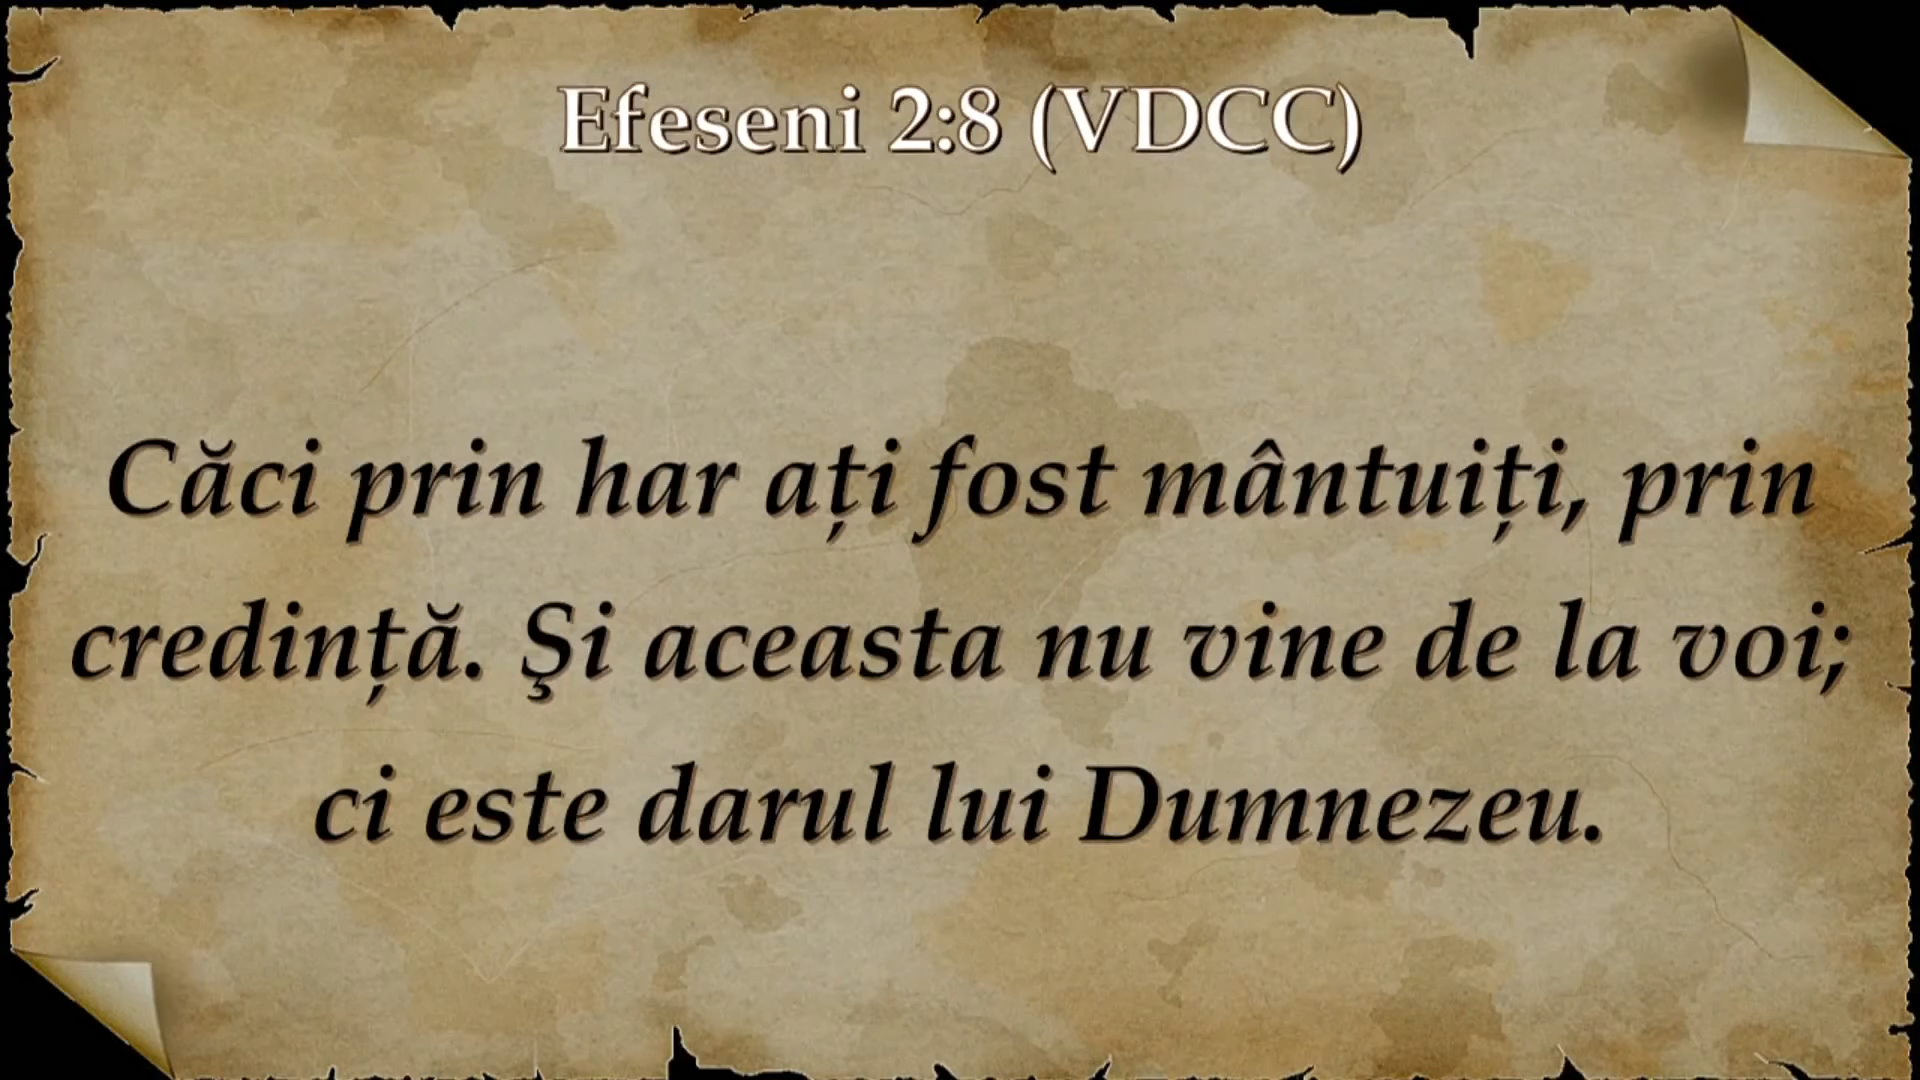 Efeseni 2:8 (VDCC)
Căci prin har ați fost mântuiți, prin
credință. Şi aceasta nu vine de la voi;
ci este darul lui Dumnezeu.